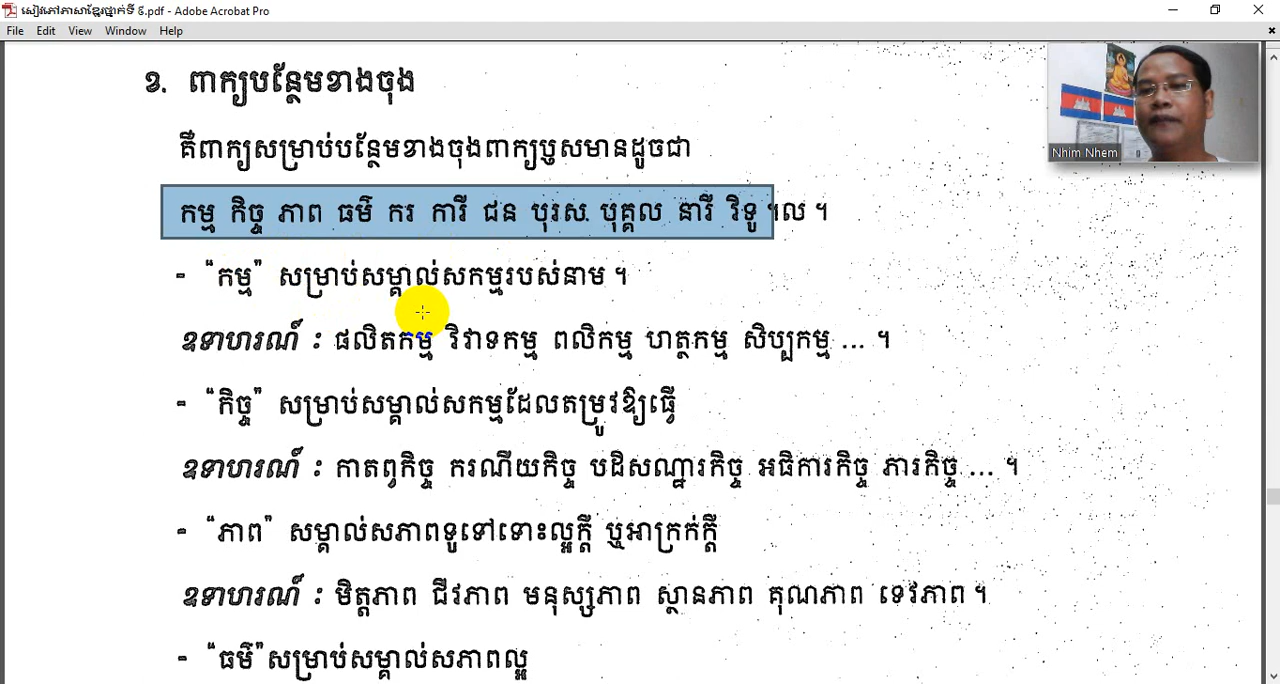 សៀវភៅភាសាខ្មែរថ្នាក់ទី ៩.pdf - Adobe Acrobat Pro
File Edit View Window Help
Nhim Nhem
ខ. ពាក្យបន្ថែមខាងចុង
គឺពាក្យសម្រាប់បន្ថែមខាងចុងពាក្យឫសមានដូចជា
កម្ម កិច្ច ភាព ធម៌ ករ ការី ជន បុរស បុគ្គល នារី វិទូ ។ល ។
- “កម្ម” សម្រាប់សម្គាល់សកម្មរបស់នាម ។
ឧទាហរណ៍ : ផលិតកម្ម វិវាទកម្ម ពលិកម្ម ហត្ថកម្ម សិប្បកម្ម ... ។
- “កិច្ច” សម្រាប់សម្គាល់សកម្មដែលតម្រូវឱ្យធ្វើ
ឧទាហរណ៍ : កាតព្វកិច្ច ករណីយកិច្ច បដិសណ្ឋារកិច្ច អធិការកិច្ច ភារកិច្ច ... ។
- “ភាព” សម្គាល់សភាពទូទៅទោះល្អក្ដី ឬអាក្រក់ក្ដី
ឧទាហរណ៍ : មិត្តភាព ជីវភាព មនុស្សភាព ស្ថានភាព គុណភាព ទេវភាព ។
- “ធម៌”សម្រាប់សម្គាល់សភាពល្អ